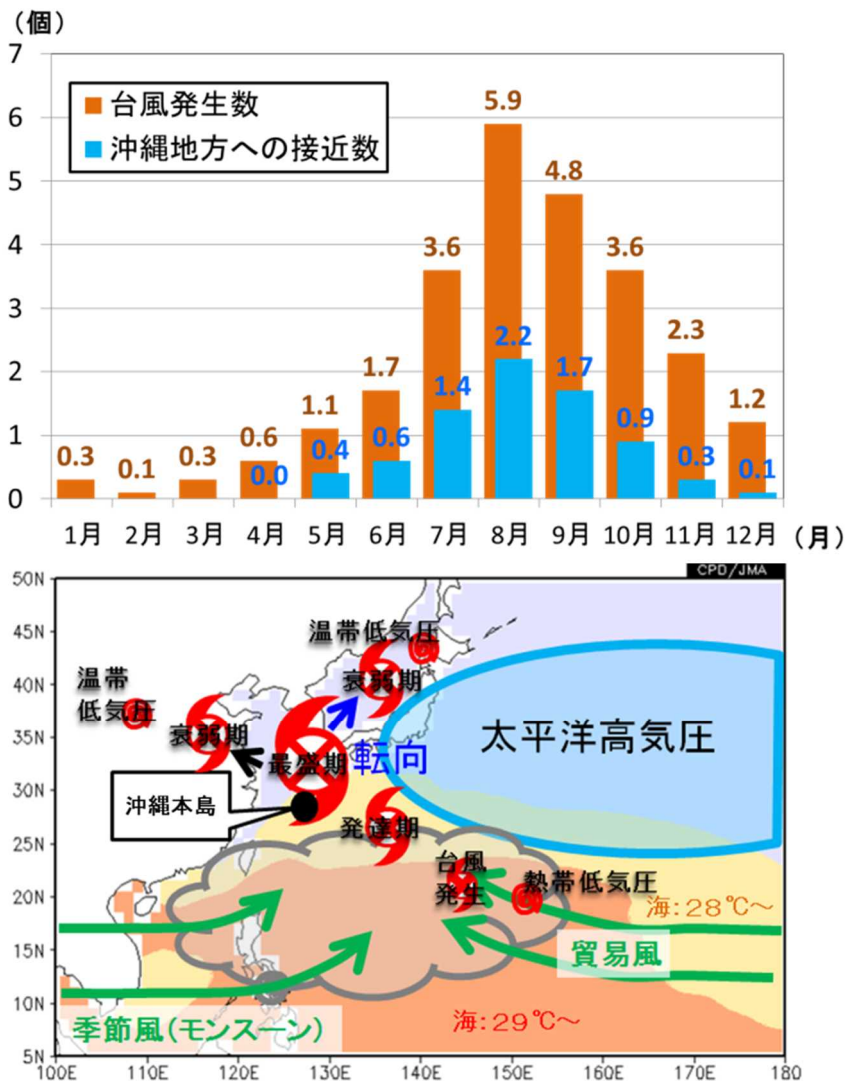 (個)
7
6
5
4
3
2
1
0
台風発生数
沖縄地方への接近数
0.3
0.1
0.3
0.6
0.0
1.1
0.4
1.7
0.6
3.6
1.4
5.9
2.2
4.8
1.7
3.6
0.9
2.3
0.3
1.2
0.1
1月 2月 3月 4月 5月 6月 7月 8月 9月 10月 11月 12月 (月)
CPD/JMA
50N
45N
40N
35N
30N
25N
20N
15N
10N
5N
温帯低気圧
衰弱期
温帯
低気圧
衰弱期
最盛期
転向
太平洋高気圧
沖縄本島
発達期
台風
発生
熱帯低気圧
海:28℃～
貿易風
季節風(モンスーン)
海:29℃～
100E 110E 120E 130E 140E 150E 160E 170E 180